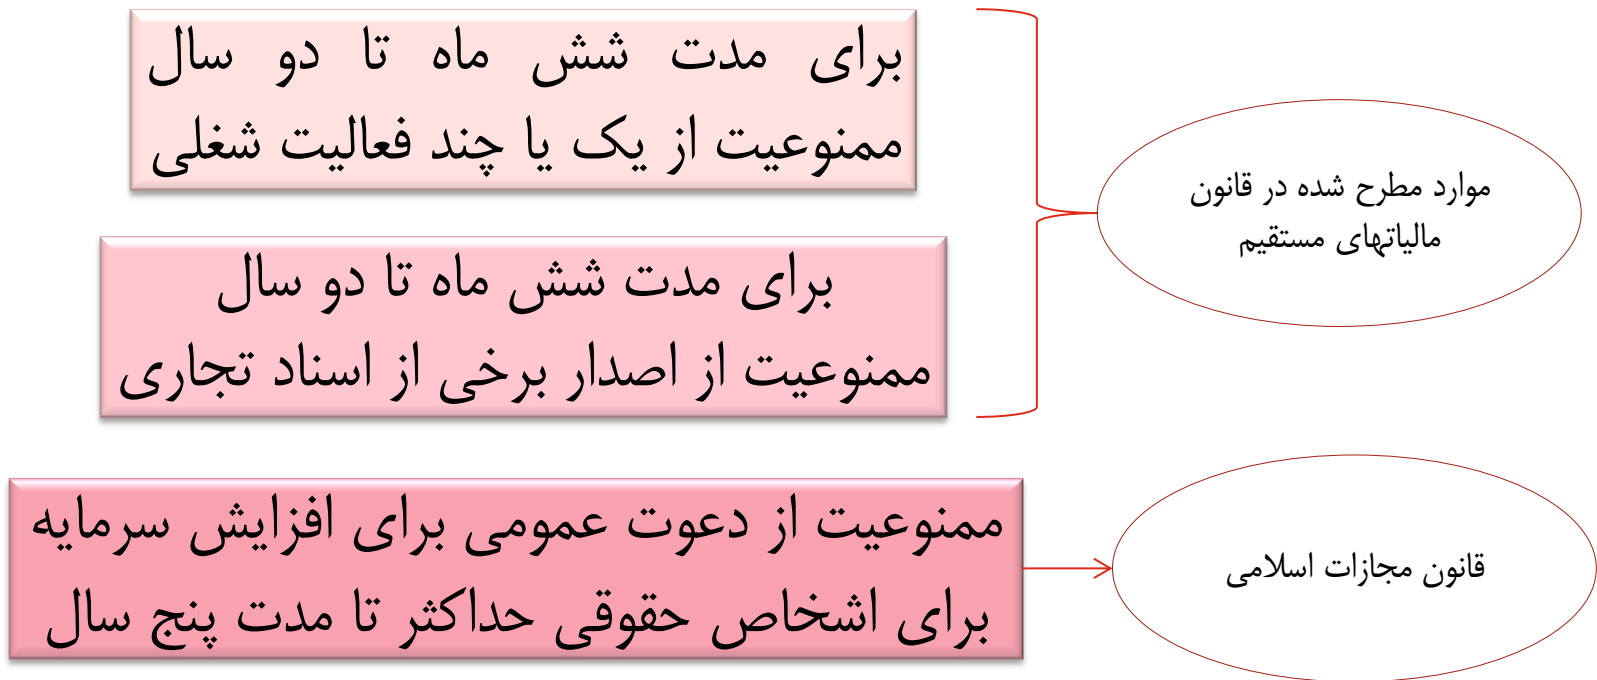 برای مدت شش ماه تا دو سال
ممنوعیت از یک یا چند فعالیت شغلی
موارد مطرح شده در قانون
مالیاتهای مستقیم
برای مدت شش ماه تا دو سال
ممنوعیت از اصدار برخی از اسناد تجاری
ممنوعیت از دعوت عمومی برای افزایش سرمایه
برای اشخاص حقوقی حداکثر تا مدت پنج سال
قانون مجازات اسلامی